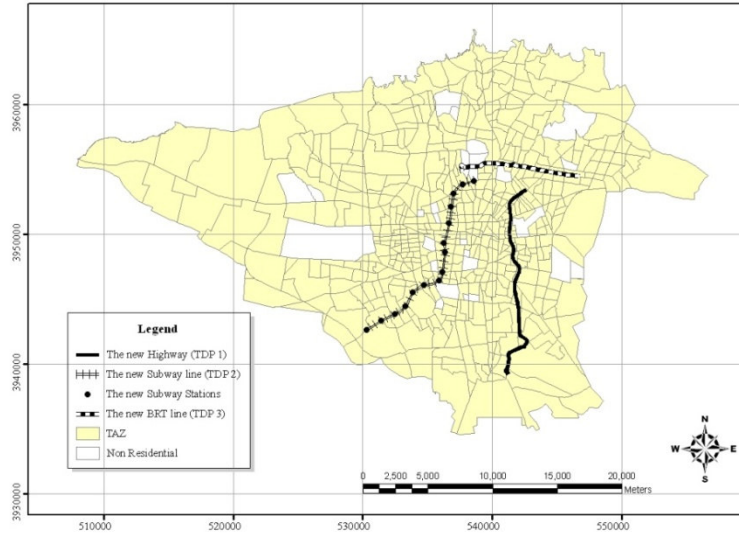 3960000
3950000
3940000
3930000
Legend
The new Highway (TDP 1)
The new Subway line (TDP 2)
The new Subway Stations
The new BRT line (TDP 3)
TAZ
Non Residential
N
W E
S
0 2,500 5,000 10,000 15,000 20,000
Meters
510000 520000 530000 540000 550000